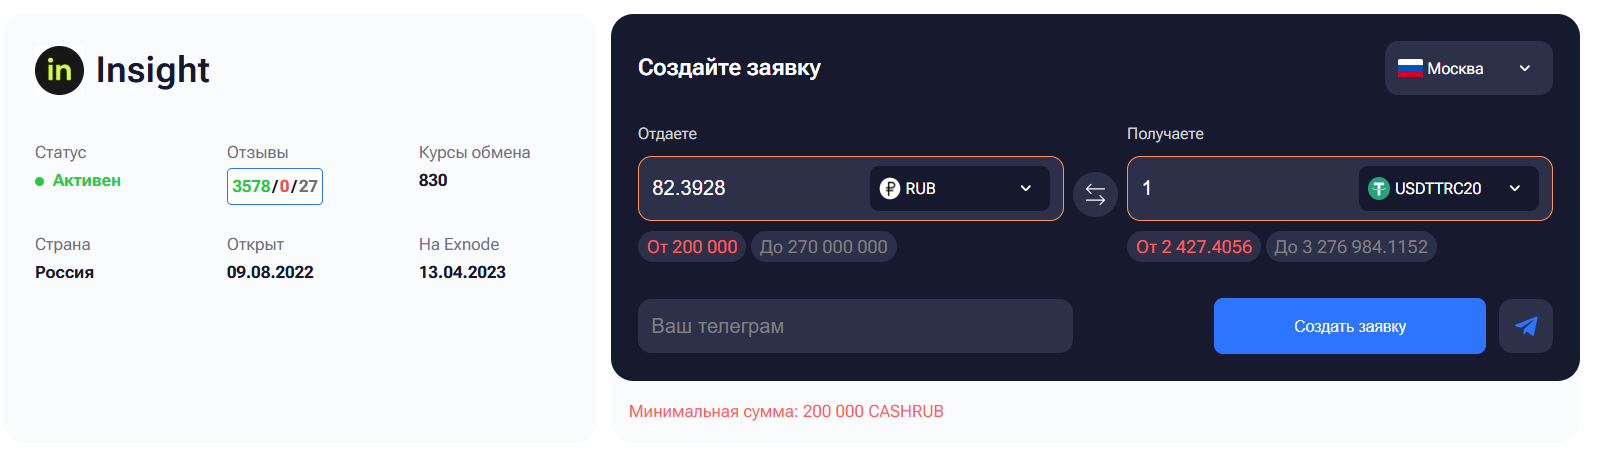 in Insight
Статус
Отзывы
Курсы обмена
Активен
3578/0/27
830
Страна
Открыт
На Exnode
Россия
09.08.2022
13.04.2023
Создайте заявку
Москва
Отдаете
Получаете
82.3928
RUB
1
USDTTRC20
От 200 000
До 270 000 000
От 2 427.4056
До 3 276 984.1152
Ваш телеграм
Создать заявку
Минимальная сумма: 200 000 CASHRUB